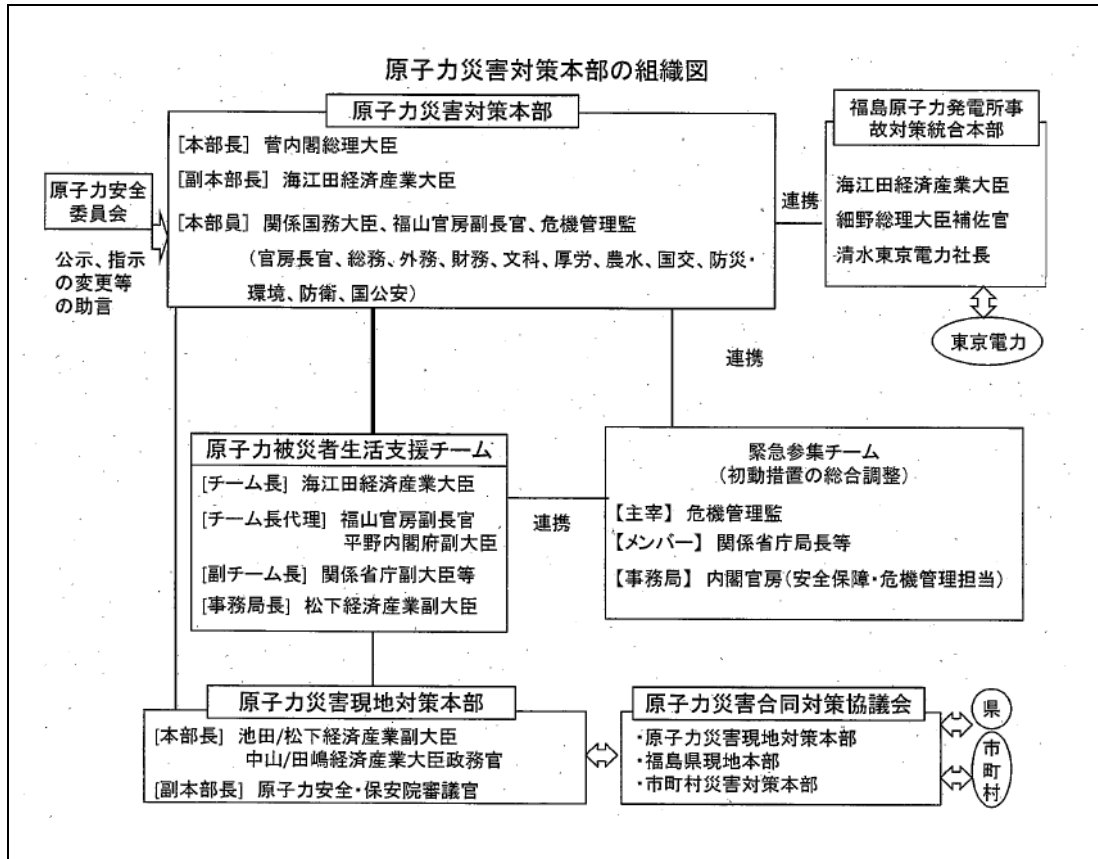 原子力災害対策本部の組織図
原子力災害対策本部
[本部長] 菅内閣総理大臣
[副本部長] 海江田経済産業大臣
[本部員] 関係国務大臣、福山官房副長官、危機管理監
(官房長官、総務、外務、財務、文科、厚労、農水、国交、防災・
環境、防衛、国公安)
原子力安全
委員会
公示、指示
の変更等
の助言
連携
福島原子力発電所事
故対策統合本部
海江田経済産業大臣
細野総理大臣補佐官
清水東京電力社長
東京電力
連携
原子力被災者生活支援チーム
[チーム長] 海江田経済産業大臣
[チーム長代理] 福山官房副長官
平野内閣府副大臣
[副チーム長] 関係省庁副大臣等
[事務局長] 松下経済産業副大臣
連携
緊急参集チーム
(初動措置の総合調整)
【主宰】 危機管理監
【メンバー】 関係省庁局長等
【事務局】 内閣官房(安全保障・危機管理担当)
原子力災害現地対策本部
[本部長] 池田/松下経済産業副大臣
中山/田嶋経済産業大臣政務官
[副本部長] 原子力安全・保安院審議官
原子力災害合同対策協議会
・原子力災害現地対策本部
・福島県現地本部
・市町村災害対策本部
県
市町村